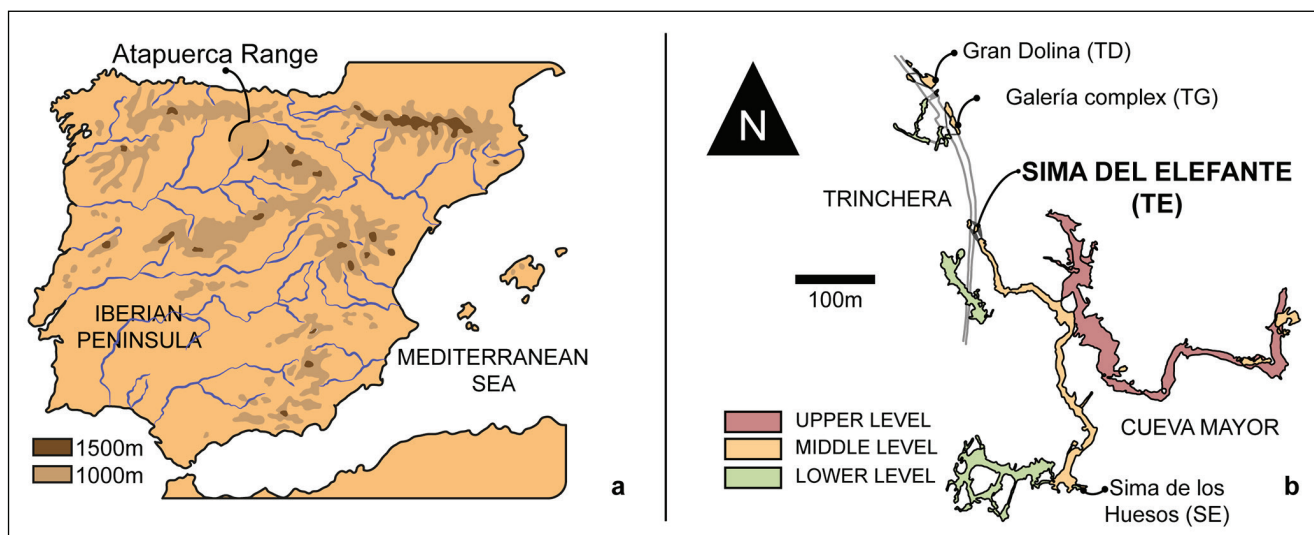 Atapuerca Range
IBERIAN
PENINSULA
MEDITERRANEAN
SEA
1500m
1000m
a
Gran Dolina (TD)
Galería complex (TG)
N
SIMA DEL ELEFANTE
(TE)
TRINCHERA
100m
UPPER LEVEL
MIDDLE LEVEL
LOWER LEVEL
CUEVA MAYOR
Sima de los
Huesos (SE)
b